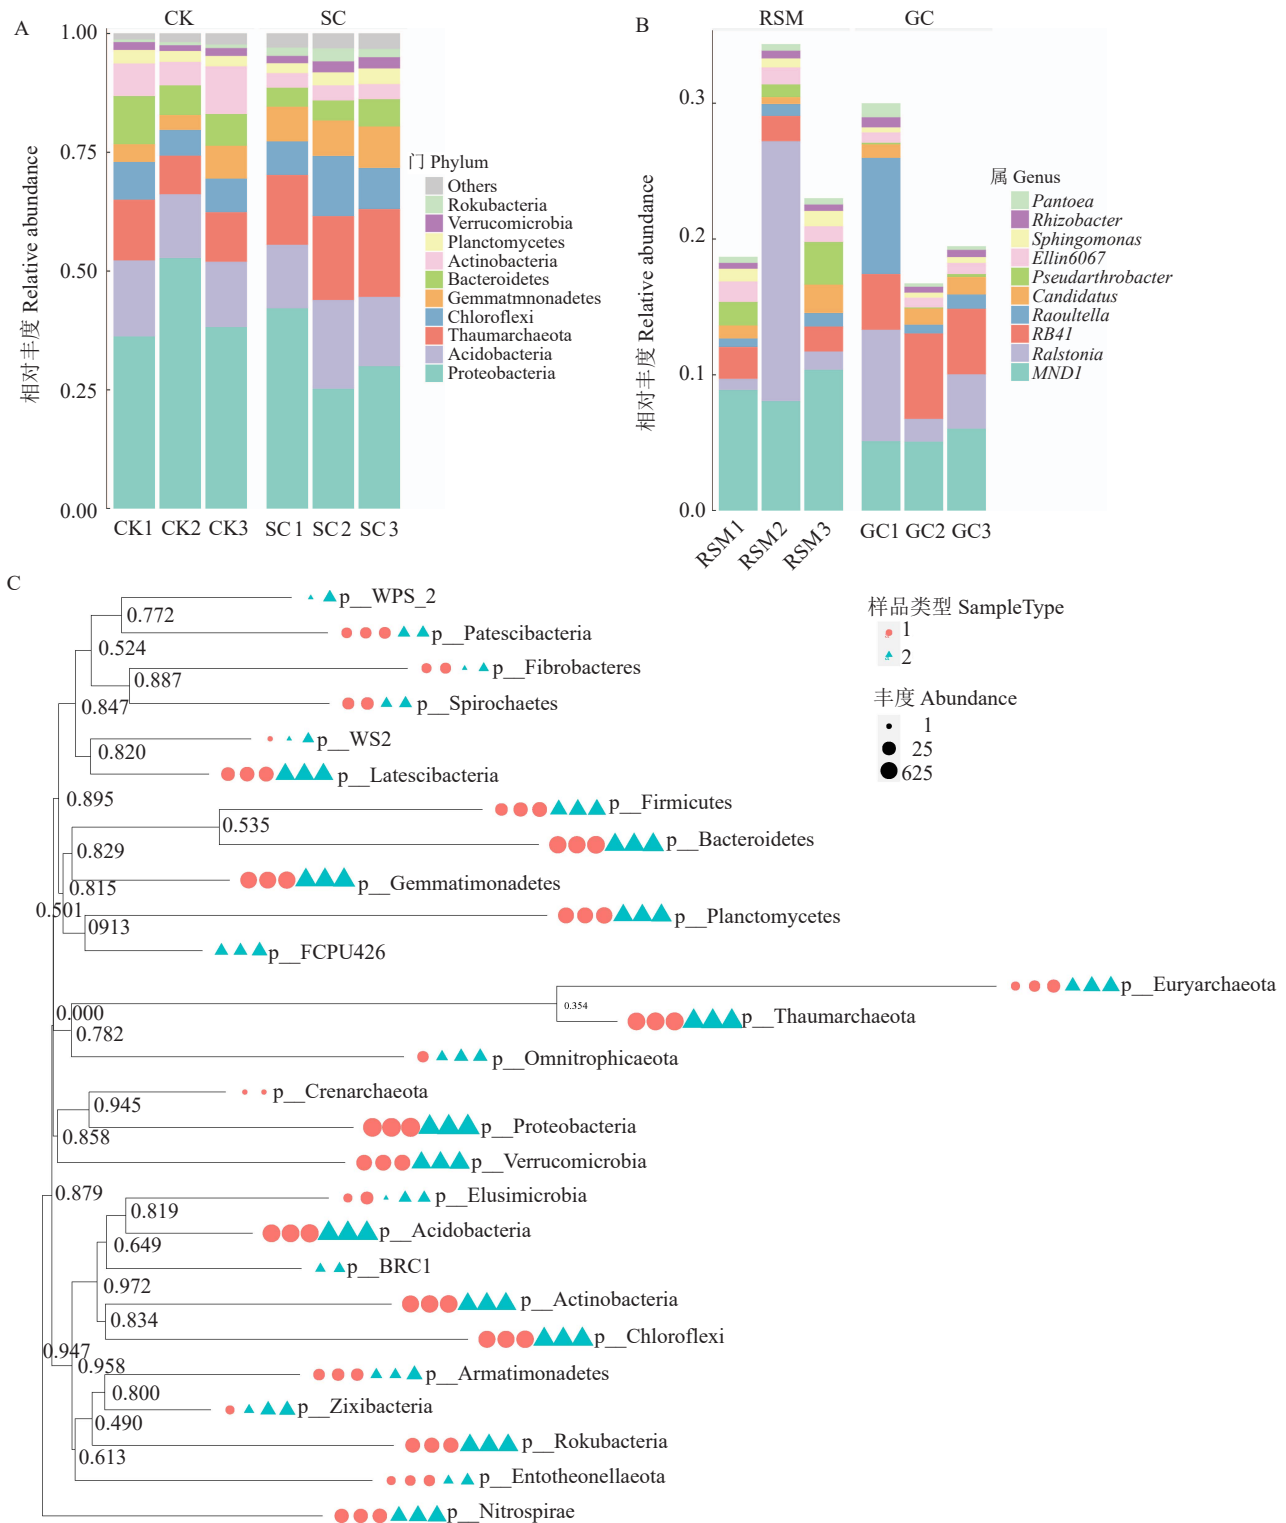 A
CK
SC
相对丰度 Relative abundance
1.00
0.75
0.50
0.25
0.00
CK1
CK2
CK3
SC1
SC2
SC3
门 Phylum
Others
Rokubacteria
Verrucomicrobia
Planctomycetes
Actinobacteria
Bacteroidetes
Gemmatmnonadetes
Chloroflexi
Thaumarchaeota
Acidobacteria
Proteobacteria
B
RSM
GC
相对丰度 Relative abundance
0.3
0.2
0.1
0.0
RSM1
RSM2
RSM3
GC1
GC2
GC3
属 Genus
Pantoea
Rhizobacter
Sphingomonas
Ellin6067
Pseudarthrobacter
Candidatus
Raoultella
RB41
Ralstonia
MND1
C
p__WPS_2
0.772
p__Patescibacteria
0.524
p__Fibrobacteres
0.887
p__Spirochaetes
0.847
p__WS2
0.820
p__Latescibacteria
0.895
p__Firmicutes
0.535
p__Bacteroidetes
0.829
p__Gemmatimonadetes
0.815
0.501
p__Planctomycetes
0913
p__FCPU426
p__Euryarchaeota
0.354
0.000
p__Thaumarchaeota
0.782
p__Omnitrophicaeota
p__Crenarchaeota
0.945
p__Proteobacteria
0.858
p__Verrucomicrobia
0.879
p__Elusimicrobia
0.819
p__Acidobacteria
0.649
p__BRC1
0.972
p__Actinobacteria
0.834
p__Chloroflexi
0.947
0.958
p__Armatimonadetes
0.800
p__Zixibacteria
0.490
p__Rokubacteria
0.613
p__Entotheonellaeota
p__Nitrospirae
样品类型 SampleType
1
2
丰度 Abundance
1
25
625